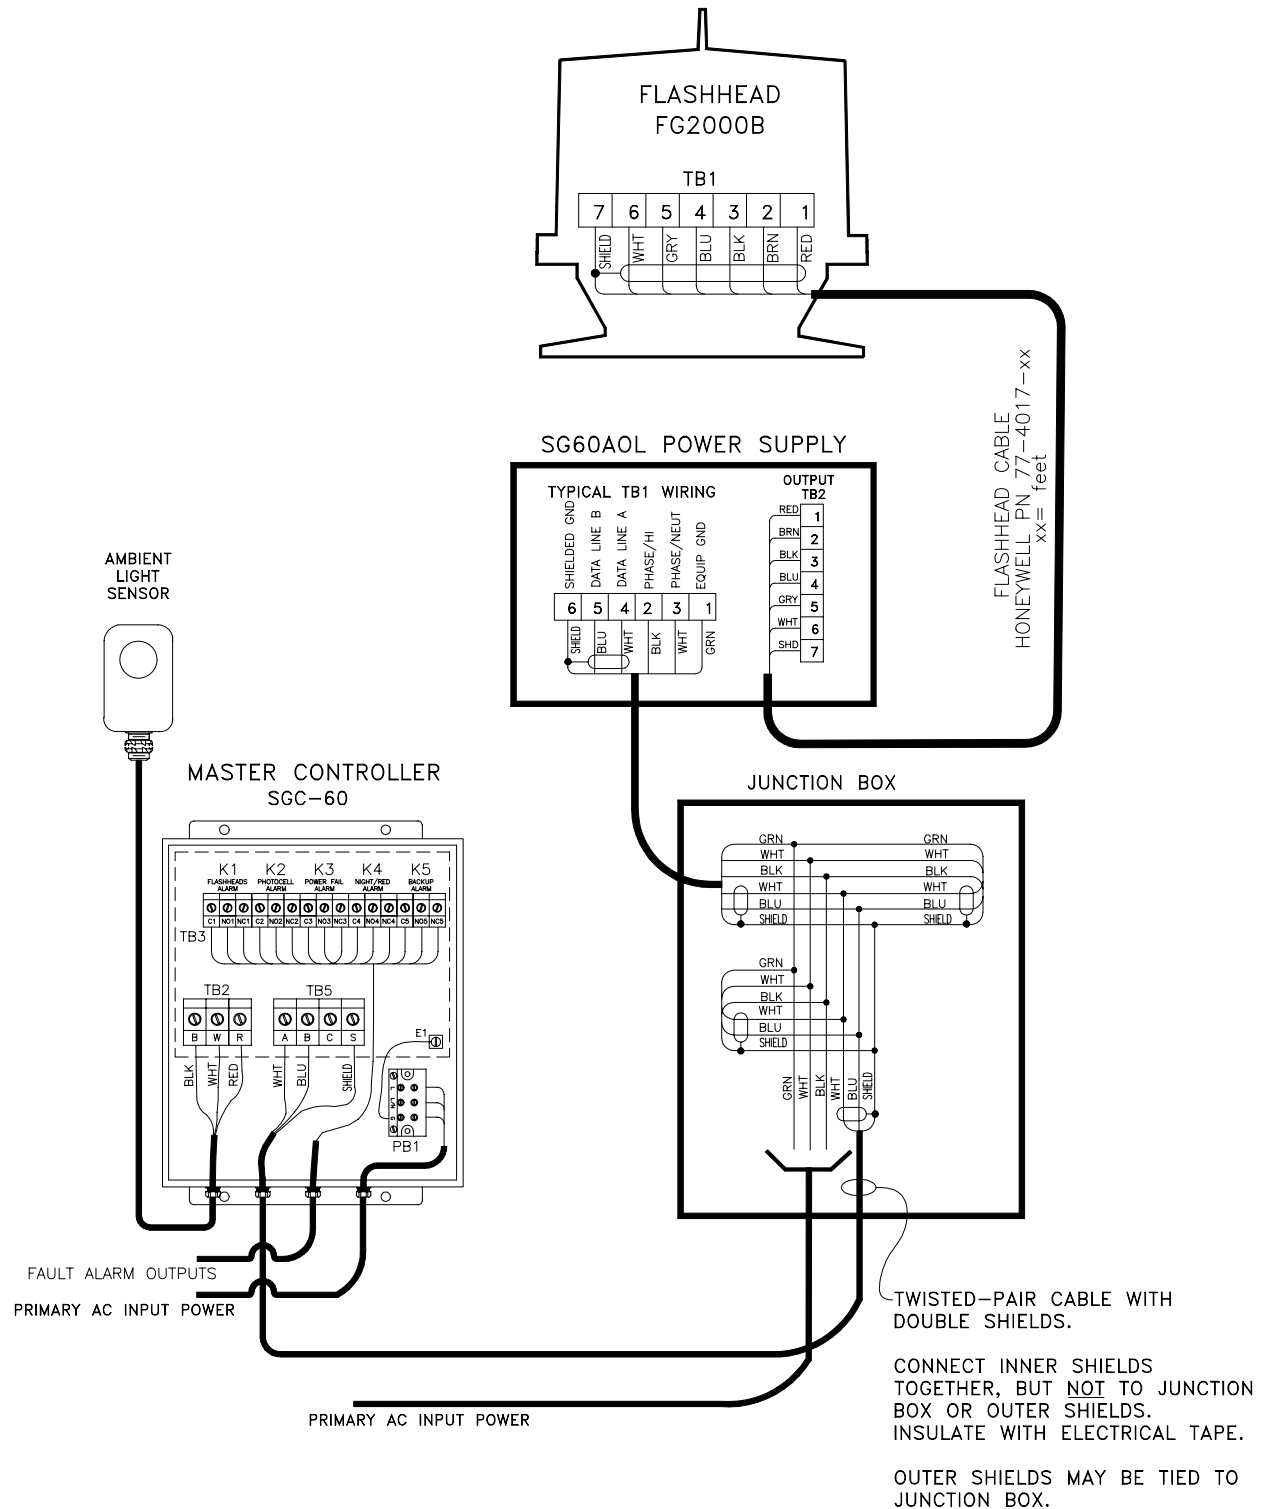 FLASHHEAD
FG2000B
TB1
7 6 5 4 3 2 1
SHIELD WHT GRY BLU BLK BRN RED
FLASHHEAD CABLE
HONEYWELL PN 77-4017-xx
xx= feet
SG60AOL POWER SUPPLY
TYPICAL TB1 WIRING
SHIELDED GND
DATA LINE B
DATA LINE A
PHASE/HI
PHASE/NEUT
EQUIP GND
6 5 4 2 3 1
SHIELD BLU WHT BLK WHT GRN
OUTPUT
TB2
RED 1
BRN 2
BLK 3
BLU 4
GRY 5
WHT 6
SHD 7
AMBIENT
LIGHT
SENSOR
MASTER CONTROLLER
SGC-60
K1 K2 K3 K4 K5
FLASHHEADS
ALARM
PHOTOCELL
ALARM
POWER FAIL
ALARM
NIGHT/RED
ALARM
BACKUP
ALARM
C1 NO1 NC1 C2 NO2 NC2 C3 NO3 NC3 C4 NO4 NC4 C5 NO5 NC5
TB3
TB2
B W R
BLK WHT RED
TB5
A B C S
WHT BLU SHIELD
E1
L
L/N
G
PB1
FAULT ALARM OUTPUTS
PRIMARY AC INPUT POWER
JUNCTION BOX
GRN GRN
WHT WHT
BLK BLK
WHT WHT
BLU BLU
SHIELD SHIELD
GRN
WHT
BLK
WHT
BLU
SHIELD
GRN WHT BLK WHT BLU SHIELD
PRIMARY AC INPUT POWER
TWISTED-PAIR CABLE WITH
DOUBLE SHIELDS.
CONNECT INNER SHIELDS
TOGETHER, BUT NOT TO JUNCTION
BOX OR OUTER SHIELDS.
INSULATE WITH ELECTRICAL TAPE.
OUTER SHIELDS MAY BE TIED TO
JUNCTION BOX.